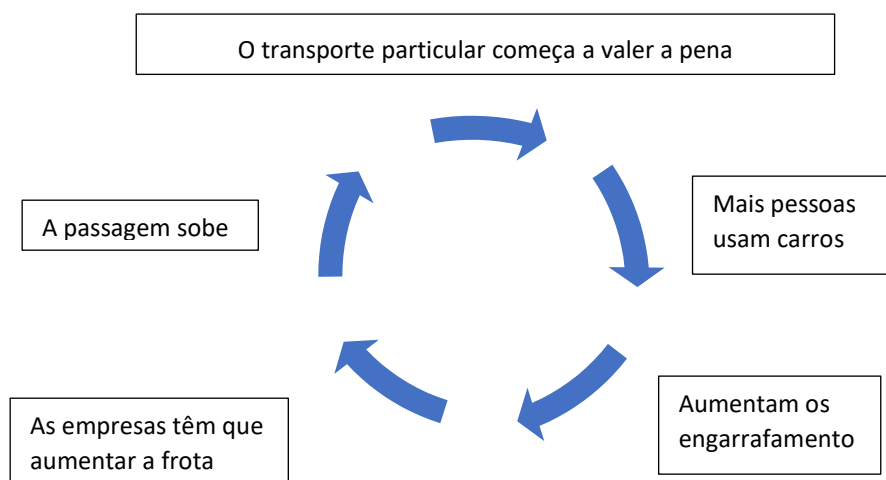 O transporte particular começa a valer a pena
Mais pessoas
usam carros
Aumentam os
engarrafamento
As empresas têm que
aumentar a frota
A passagem sobe